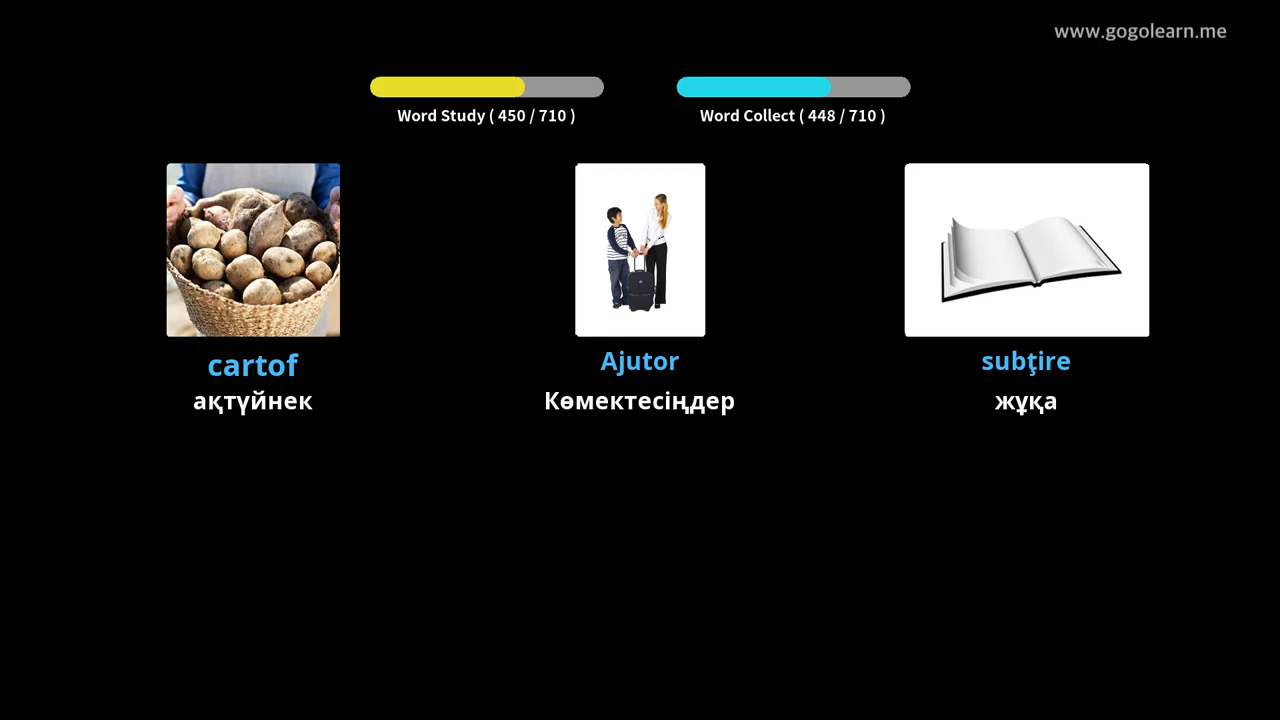 www.gogolearn.me
Word Study ( 450 / 710 )
Word Collect ( 448 / 710 )
cartof
Ajutor
subţire
ақтүйнек
Көмектесіңдер
жұқа